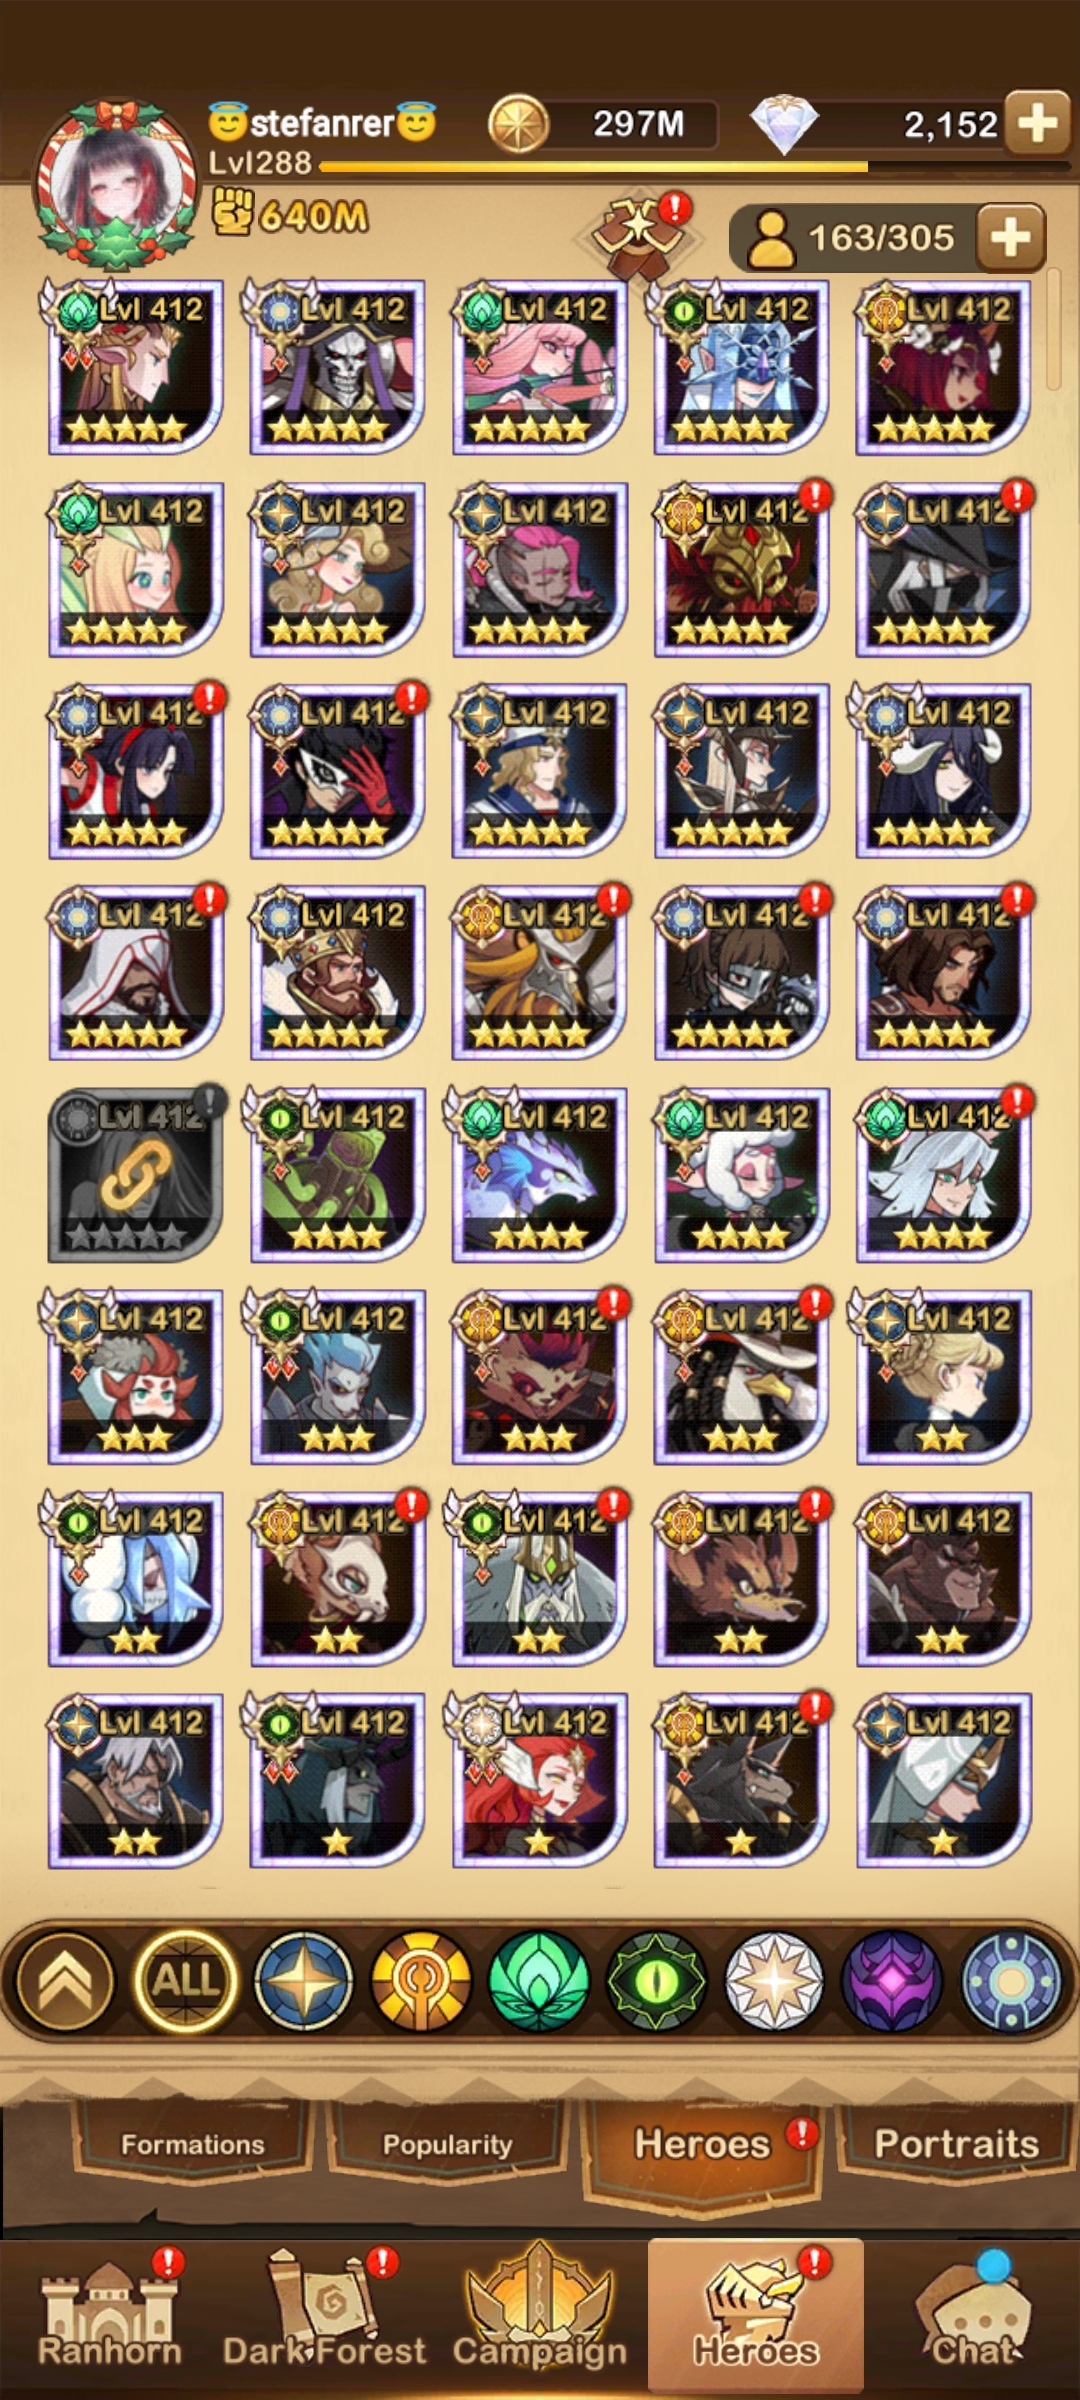 😇stefanrer😇 297M 2,152
Lvl288
640M 163/305
Lvl 412 Lvl 412 Lvl 412 Lvl 412 Lvl 412
Lvl 412 Lvl 412 Lvl 412 Lvl 412 Lvl 412
Lvl 412 Lvl 412 Lvl 412 Lvl 412 Lvl 412
Lvl 412 Lvl 412 Lvl 412 Lvl 412 Lvl 412
Lvl 412 Lvl 412 Lvl 412 Lvl 412 Lvl 412
Lvl 412 Lvl 412 Lvl 412 Lvl 412 Lvl 412
Lvl 412 Lvl 412 Lvl 412 Lvl 412 Lvl 412
Lvl 412 Lvl 412 Lvl 412 Lvl 412 Lvl 412
ALL
Formations Popularity Heroes Portraits
Ranhorn Dark Forest Campaign Heroes Chat